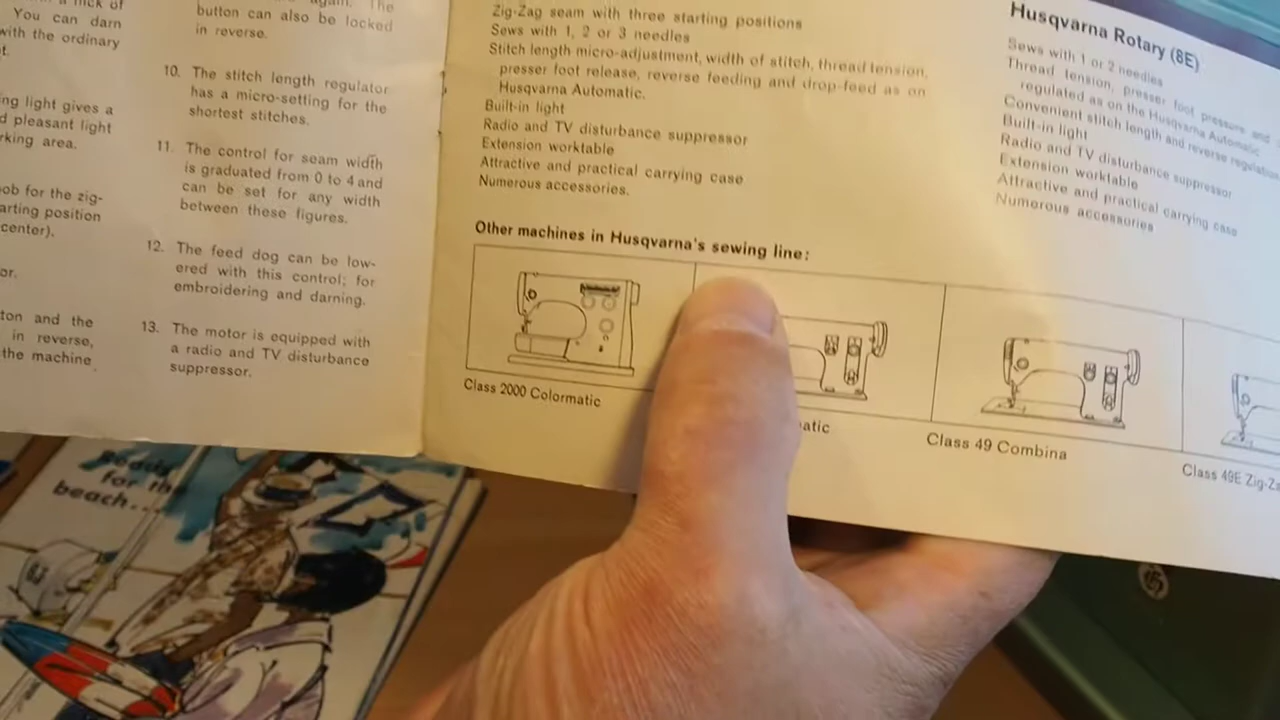 You can darn
with the ordinary
light gives a
pleasant light
area.
for the zig-
position
center).
and the
in reverse,
the machine.
again. The
button can also be locked
in reverse.
10. The stitch length regulator
has a micro-setting for the
shortest stitches.
11. The control for seam width
is graduated from 0 to 4 and
can be set for any width
between these figures.
12. The feed dog can be low-
ered with this control; for
embroidering and darning.
13. The motor is equipped with
a radio and TV disturbance
suppressor.
Zig-Zag seam with three starting positions
Sews with 1, 2 or 3 needles
Stitch length micro-adjustment, width of stitch, thread tension,
presser foot release, reverse feeding and drop-feed as on
Husqvarna Automatic.
Built-in light
Radio and TV disturbance suppressor
Extension worktable
Attractive and practical carrying case
Numerous accessories.
Husqvarna Rotary (8E)
Sews with 1 or 2 needles
Thread tension, presser foot pressure and
regulated as on the Husqvarna Automatic
Convenient stitch length and reverse regulation
Built-in light
Radio and TV disturbance suppressor
Extension worktable
Attractive and practical carrying case
Numerous accessories
Other machines in Husqvarna's sewing line:
Class 2000 Colormatic
Class 49 Combina
Class 49E
Ready
for the
beach...